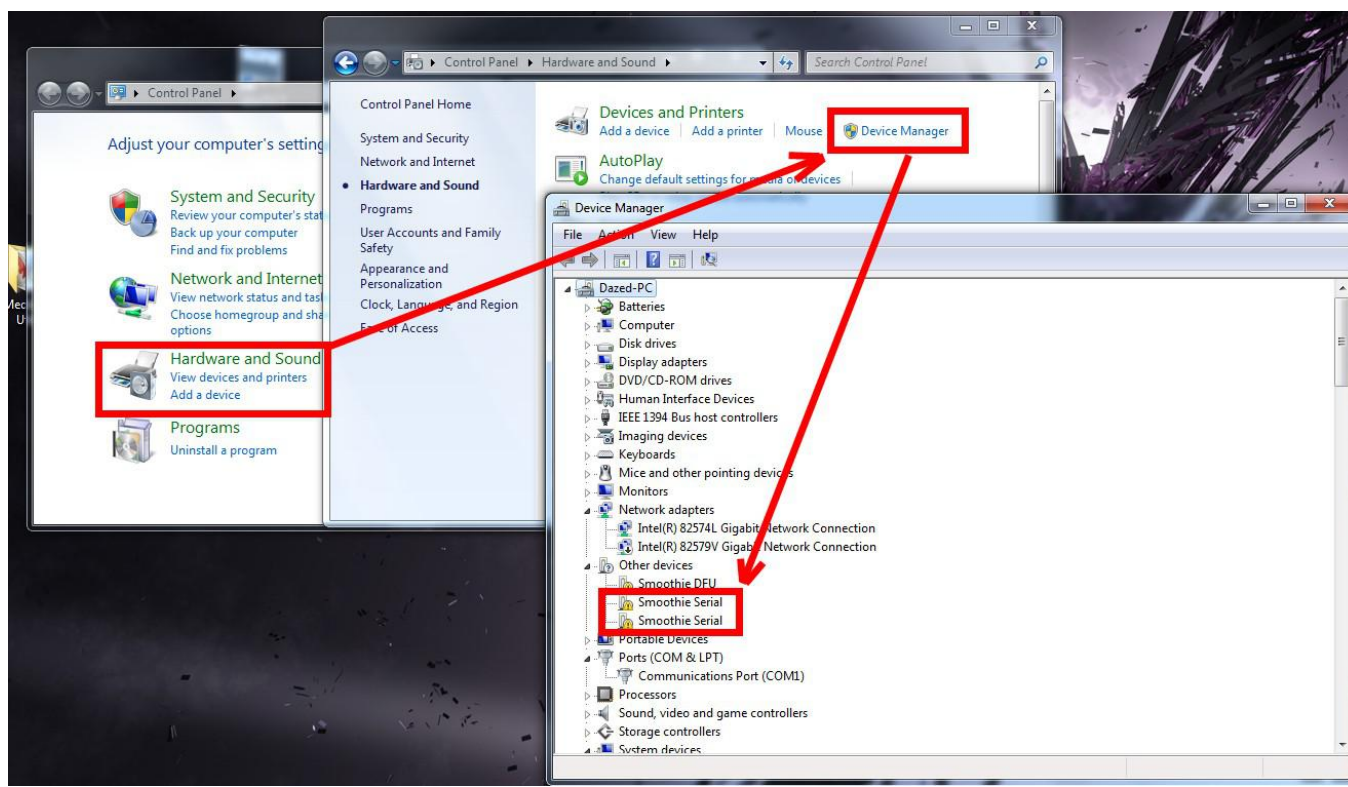 Control Panel
Adjust your computer's setting
System and Security
Review your computer's stat
Back up your computer
Find and fix problems
Network and Internet
View network status and tas
Choose homegroup and sha
options
Hardware and Sound
View devices and printers
Add a device
Programs
Uninstall a program
Control Panel Hardware and Sound
Search Control Panel
Control Panel Home
System and Security
Network and Internet
Hardware and Sound
Programs
User Accounts and Family
Safety
Appearance and
Personalization
Clock, Language, and Region
Ease of Access
Devices and Printers
Add a device Add a printer Mouse Device Manager
AutoPlay
Change default settings for media or devices
Device Manager
File Action View Help
Dazed-PC
Batteries
Computer
Disk drives
Display adapters
DVD/CD-ROM drives
Human Interface Devices
IEEE 1394 Bus host controllers
Imaging devices
Keyboards
Mice and other pointing devices
Monitors
Network adapters
Intel(R) 82574L Gigabit Network Connection
Intel(R) 82579V Gigabit Network Connection
Other devices
Smoothie DFU
Smoothie Serial
Smoothie Serial
Portable Devices
Ports (COM & LPT)
Communications Port (COM1)
Processors
Sound, video and game controllers
Storage controllers
System devices